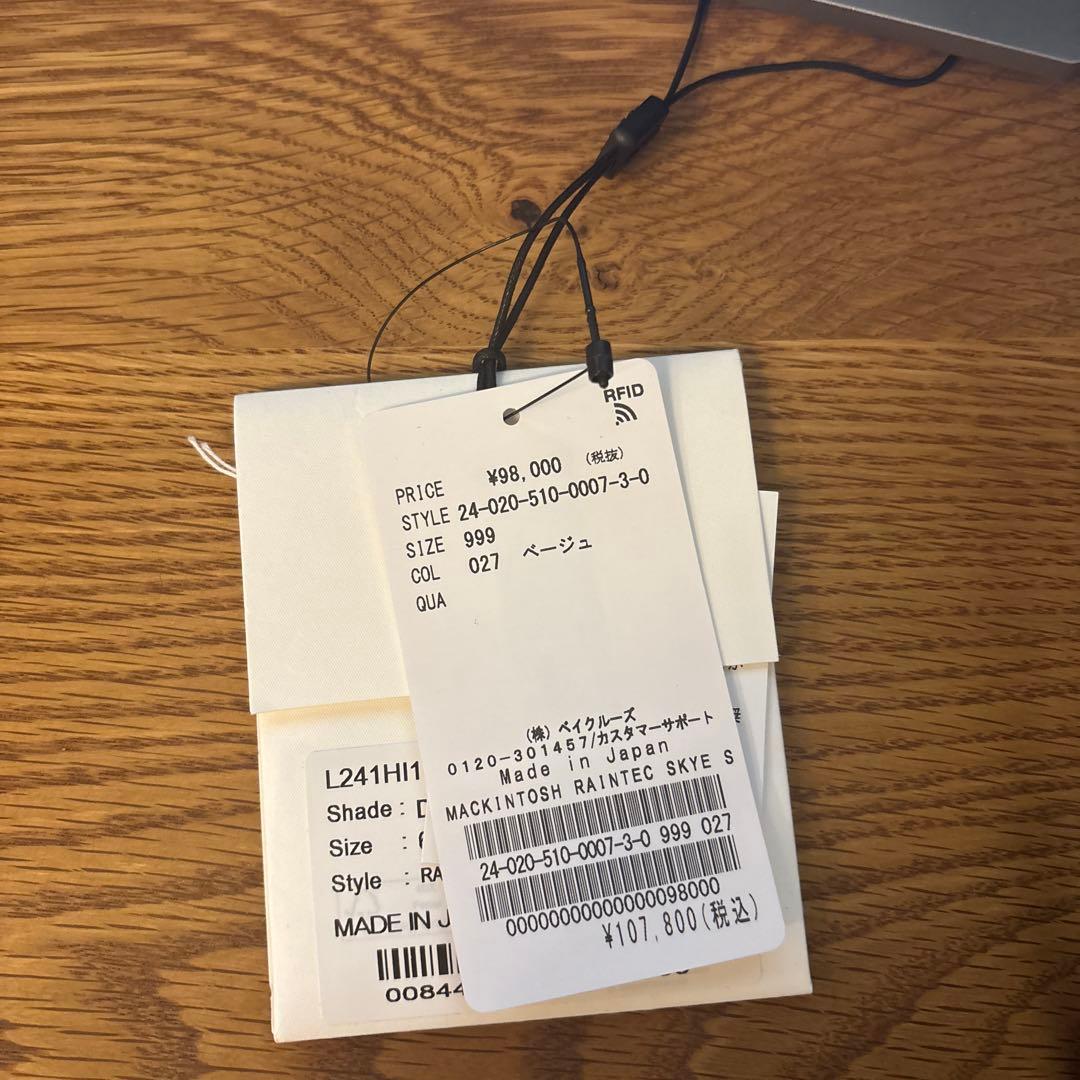 RFID
PRICE ¥98,000 (税抜)
STYLE 24-020-510-0007-3-0
SIZE 999
COL 027 ベージュ
QUA
(株) ベイクルーズ
0120-301457/カスタマーサポート
Made in Japan
MACKINTOSH RAINTEC SKYE S
24-020-510-0007-3-0 999 027
00000000000000098000
¥107,800(税込)
L241HI1
Shade :
Size :
Style : RA
MADE IN J
00844